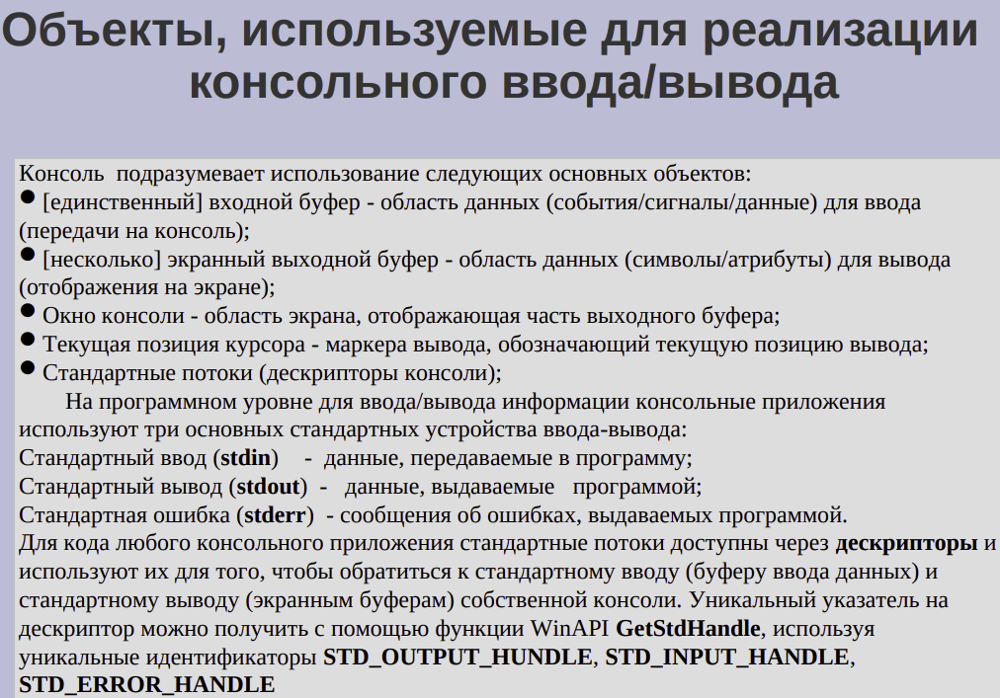 Объекты, используемые для реализации
консольного ввода/вывода
Консоль подразумевает использование следующих основных объектов:
● [единственный] входной буфер - область данных (события/сигналы/данные) для ввода
(передачи на консоль);
● [несколько] экранный выходной буфер - область данных (символы/атрибуты) для вывода
(отображения на экране);
● Окно консоли - область экрана, отображающая часть выходного буфера;
● Текущая позиция курсора - маркера вывода, обозначающий текущую позицию вывода;
● Стандартные потоки (дескрипторы консоли);
На программном уровне для ввода/вывода информации консольные приложения
используют три основных стандартных устройства ввода-вывода:
Стандартный ввод (stdin) - данные, передаваемые в программу;
Стандартный вывод (stdout) - данные, выдаваемые программой;
Стандартная ошибка (stderr) - сообщения об ошибках, выдаваемых программой.
Для кода любого консольного приложения стандартные потоки доступны через дескрипторы и
используют их для того, чтобы обратиться к стандартному вводу (буферу ввода данных) и
стандартному выводу (экранным буферам) собственной консоли. Уникальный указатель на
дескриптор можно получить с помощью функции WinAPI GetStdHandle, используя
уникальные идентификаторы STD_OUTPUT_HUNDLE, STD_INPUT_HANDLE,
STD_ERROR_HANDLE